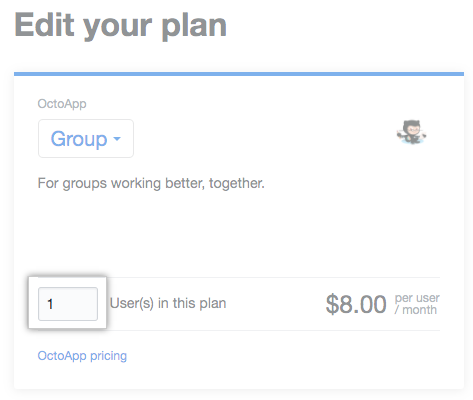 Edit your plan
OctoApp
Group
For groups working better, together.
1 User(s) in this plan $8.00 per user / month
OctoApp pricing